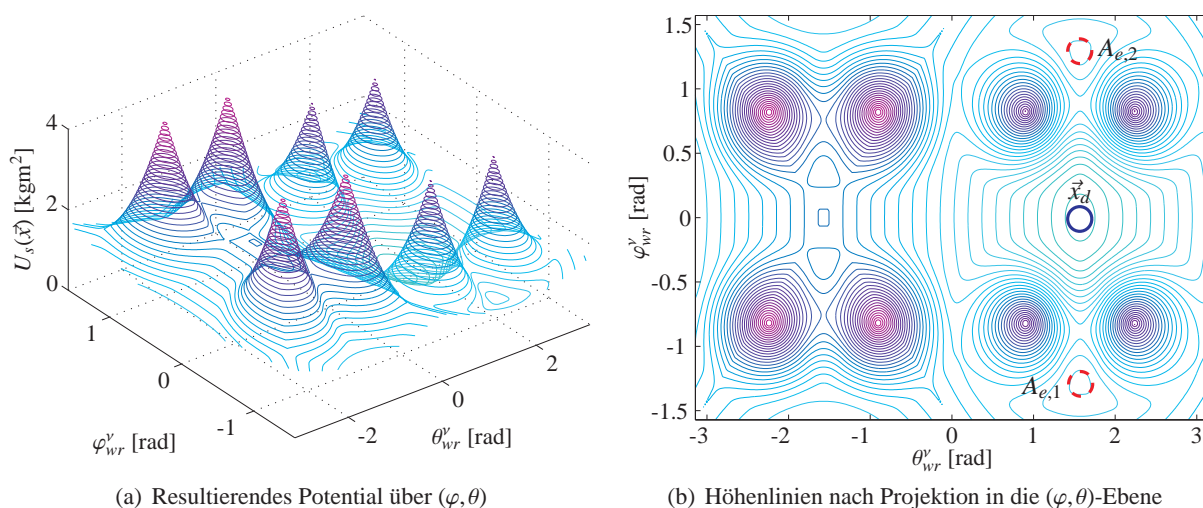 4
2
0
U_s(\vec{x}) [kgm²]
1
0
-1
φ^ν_wr [rad]
-2
0
2
θ^ν_wr [rad]
(a) Resultierendes Potential über (φ,θ)
1.5
1
0.5
0
-0.5
-1
-1.5
φ^ν_wr [rad]
-3
-2
-1
0
1
2
3
θ^ν_wr [rad]
A_e,2
\vec{x}_d
A_e,1
(b) Höhenlinien nach Projektion in die (φ,θ)-Ebene